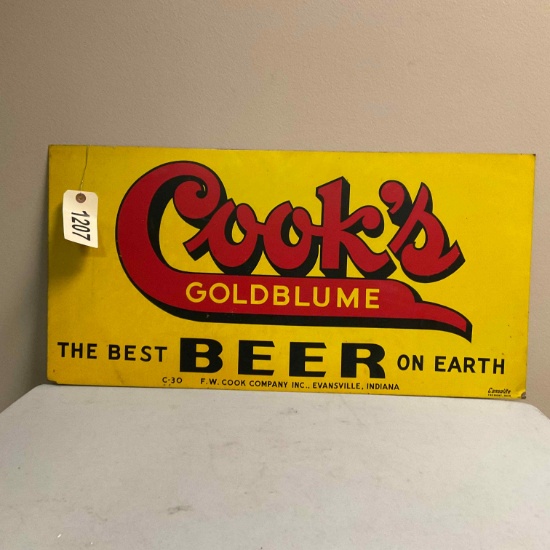 1207
Cook's
GOLDBLUME
THE BEST BEER ON EARTH
C-30 F.W. COOK COMPANY INC., EVANSVILLE, INDIANA